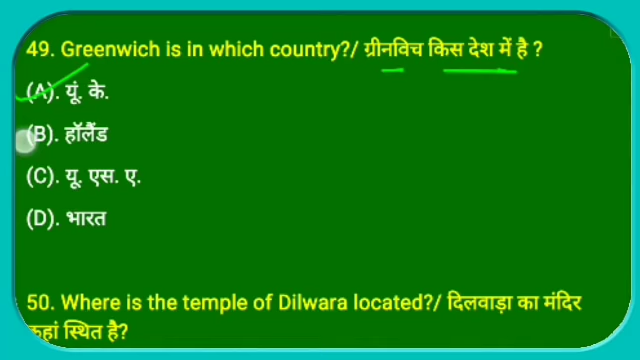 49. Greenwich is in which country?/ ग्रीनविच किस देश में है ?
(A). यूं. के.
(B). हॉलैंड
(C). यू. एस. ए.
(D). भारत
50. Where is the temple of Dilwara located?/ दिलवाड़ा का मंदिर
कहां स्थित है?